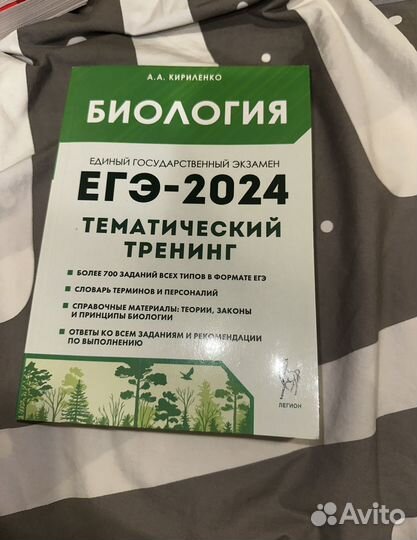 А.А. КИРИЛЕНКО
БИОЛОГИЯ
ЕДИНЫЙ ГОСУДАРСТВЕННЫЙ ЭКЗАМЕН
ЕГЭ-2024
ТЕМАТИЧЕСКИЙ
ТРЕНИНГ
БОЛЕЕ 700 ЗАДАНИЙ ВСЕХ ТИПОВ В ФОРМАТЕ ЕГЭ
СЛОВАРЬ ТЕРМИНОВ И ПЕРСОНАЛИЙ
СПРАВОЧНЫЕ МАТЕРИАЛЫ: ТЕОРИИ, ЗАКОНЫ
И ПРИНЦИПЫ БИОЛОГИИ
ОТВЕТЫ КО ВСЕМ ЗАДАНИЯМ И РЕКОМЕНДАЦИИ
ПО ВЫПОЛНЕНИЮ
ЛЕГИОН
Avito